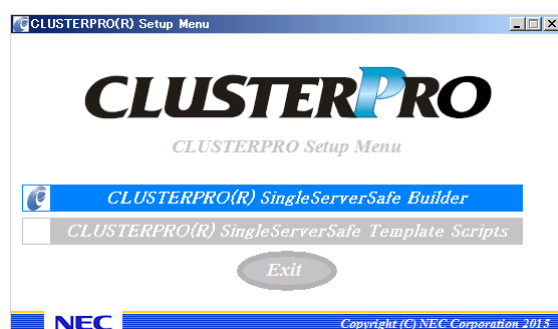 CLUSTERPRO(R) Setup Menu
CLUSTERPRO
CLUSTERPRO Setup Menu
CLUSTERPRO(R) SingleServerSafe Builder
CLUSTERPRO(R) SingleServerSafe Template Scripts
Exit
NEC
Copyright (C) NEC Corporation 2015